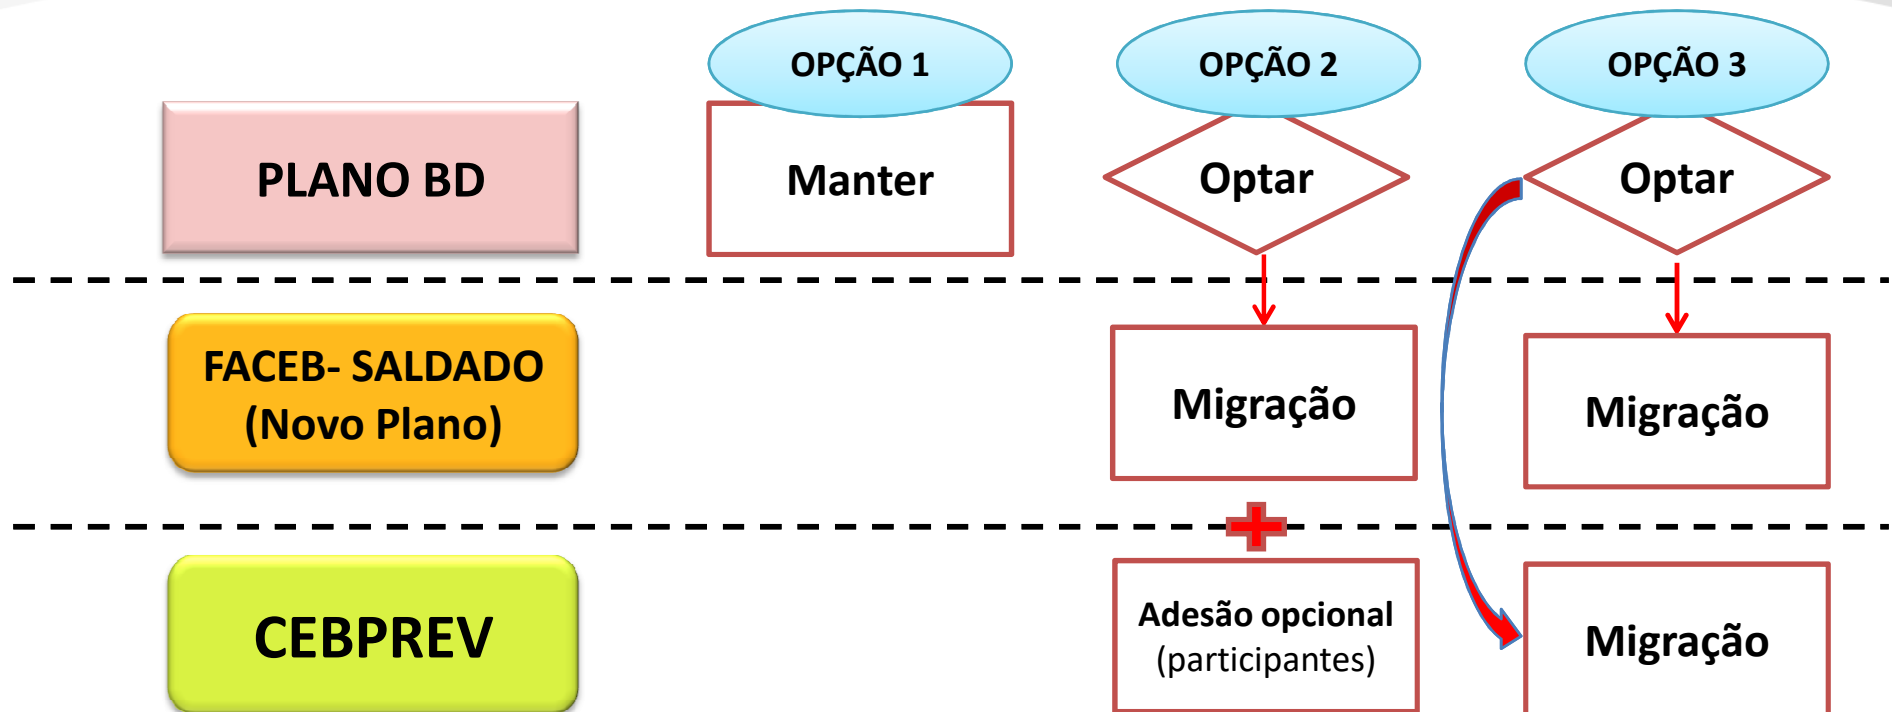 OPÇÃO 1
OPÇÃO 2
OPÇÃO 3
PLANO BD
Manter
Optar
Optar
FACEB- SALDADO
(Novo Plano)
Migração
Migração
CEBPREV
Adesão opcional
(participantes)
Migração